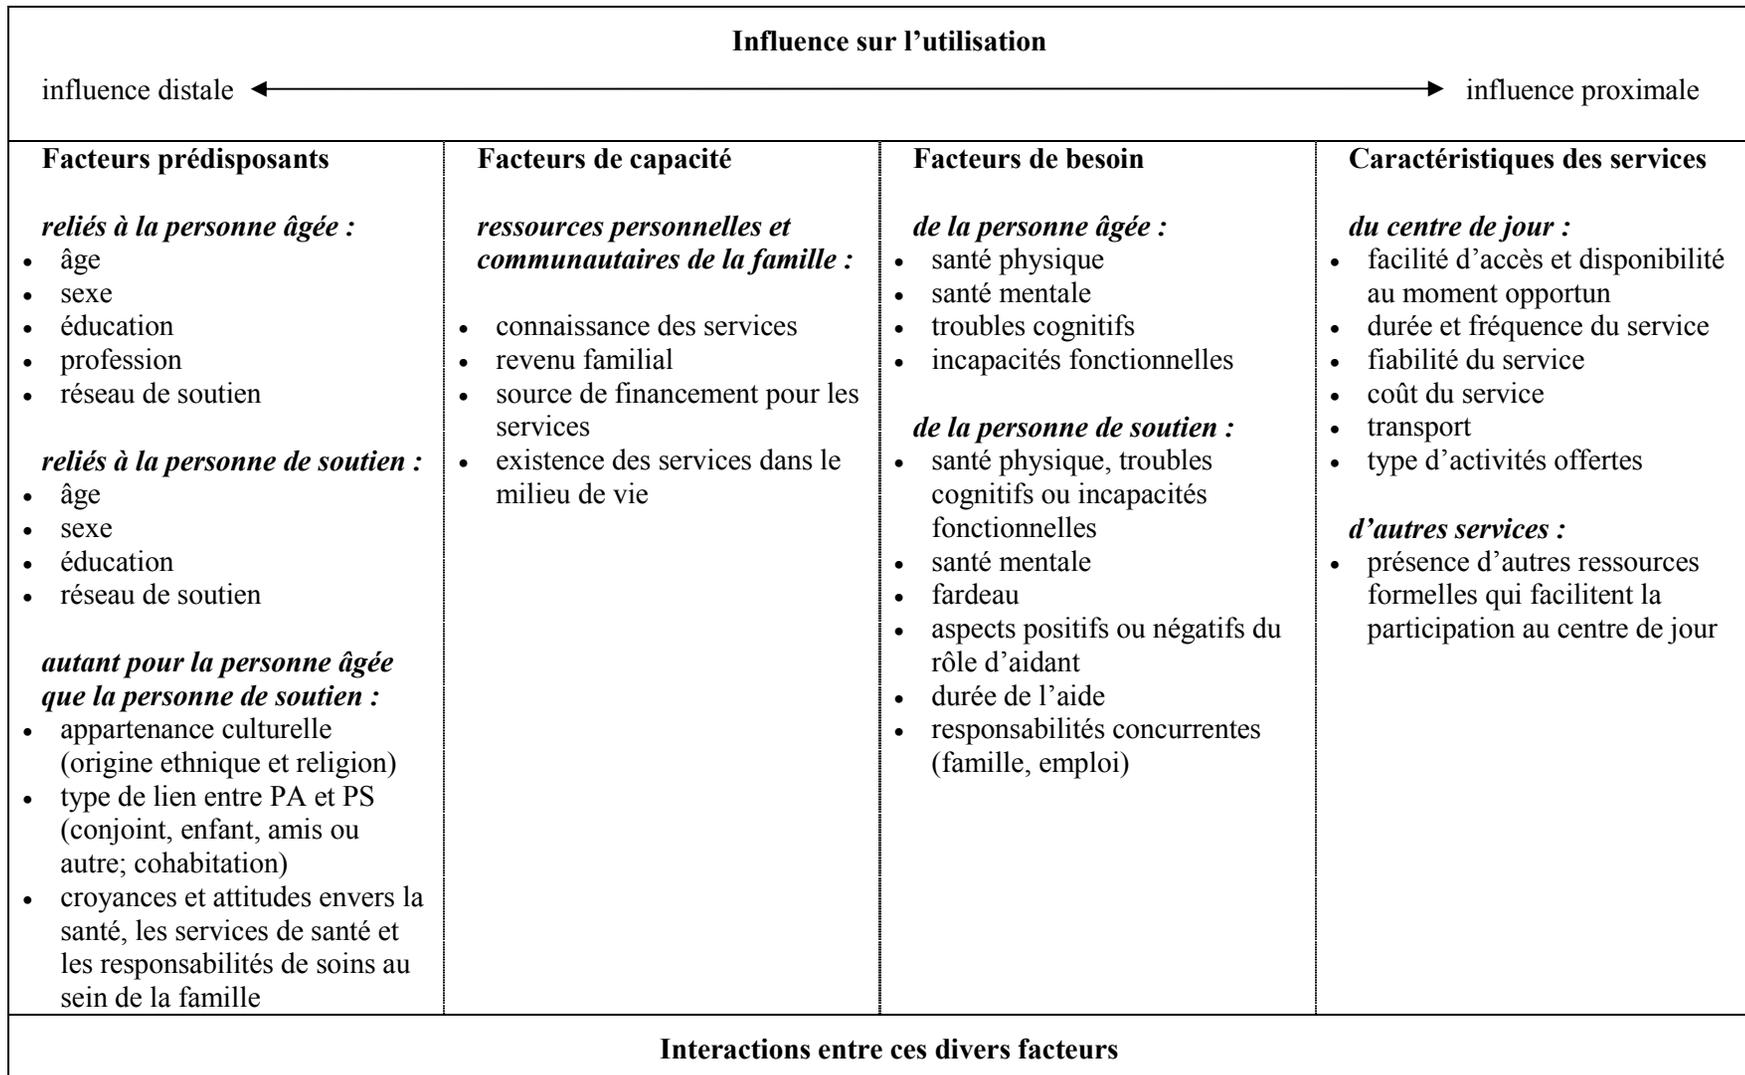 Influence sur l’utilisation
influence distale
influence proximale
Facteurs prédisposants
reliés à la personne âgée :
• âge
• sexe
• éducation
• profession
• réseau de soutien
reliés à la personne de soutien :
• âge
• sexe
• éducation
• réseau de soutien
autant pour la personne âgée
que la personne de soutien :
• appartenance culturelle
(origine ethnique et religion)
• type de lien entre PA et PS
(conjoint, enfant, amis ou
autre; cohabitation)
• croyances et attitudes envers la
santé, les services de santé et
les responsabilités de soins au
sein de la famille
Facteurs de capacité
ressources personnelles et
communautaires de la famille :
• connaissance des services
• revenu familial
• source de financement pour les
services
• existence des services dans le
milieu de vie
Facteurs de besoin
de la personne âgée :
• santé physique
• santé mentale
• troubles cognitifs
• incapacités fonctionnelles
de la personne de soutien :
• santé physique, troubles
cognitifs ou incapacités
fonctionnelles
• santé mentale
• fardeau
• aspects positifs ou négatifs du
rôle d’aidant
• durée de l’aide
• responsabilités concurrentes
(famille, emploi)
Caractéristiques des services
du centre de jour :
• facilité d’accès et disponibilité
au moment opportun
• durée et fréquence du service
• fiabilité du service
• coût du service
• transport
• type d’activités offertes
d’autres services :
• présence d’autres ressources
formelles qui facilitent la
participation au centre de jour
Interactions entre ces divers facteurs